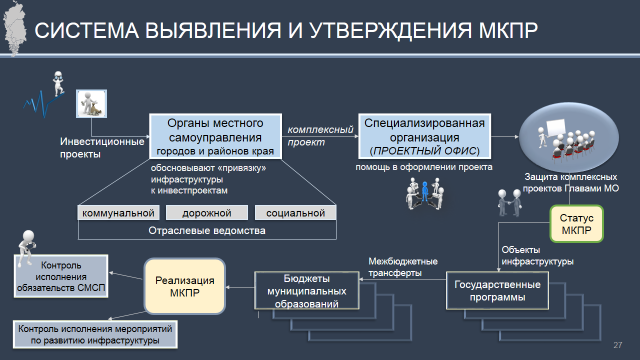 СИСТЕМА ВЫЯВЛЕНИЯ И УТВЕРЖДЕНИЯ МКПР
Инвестиционные
проекты
Органы местного
самоуправления
городов и районов края
комплексный
проект
Специализированная
организация
(ПРОЕКТНЫЙ ОФИС)
обосновывают «привязку»
инфраструктуры
к инвестпроектам
помощь в оформлении проекта
Защита комплексных
проектов Главами МО
коммунальной
дорожной
социальной
Отраслевые ведомства
Статус
МКПР
Объекты
инфраструктуры
Межбюджетные
трансферты
Контроль
исполнения
обязательств СМСП
Реализация
МКПР
Бюджеты
муниципальных
образований
Государственные
программы
Контроль исполнения мероприятий
по развитию инфраструктуры
27